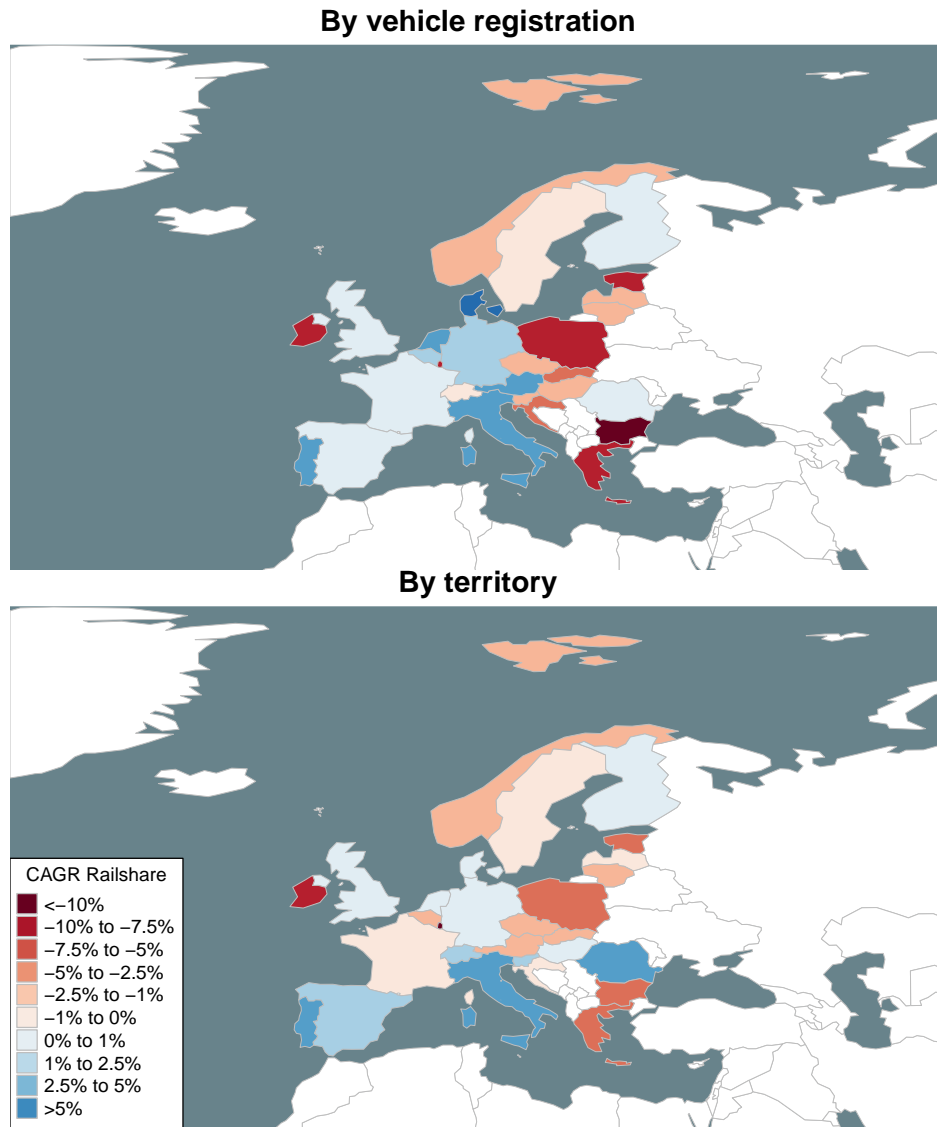 By vehicle registration
By territory
CAGR Railshare
<−10%
−10% to −7.5%
−7.5% to −5%
−5% to −2.5%
−2.5% to −1%
−1% to 0%
0% to 1%
1% to 2.5%
2.5% to 5%
>5%